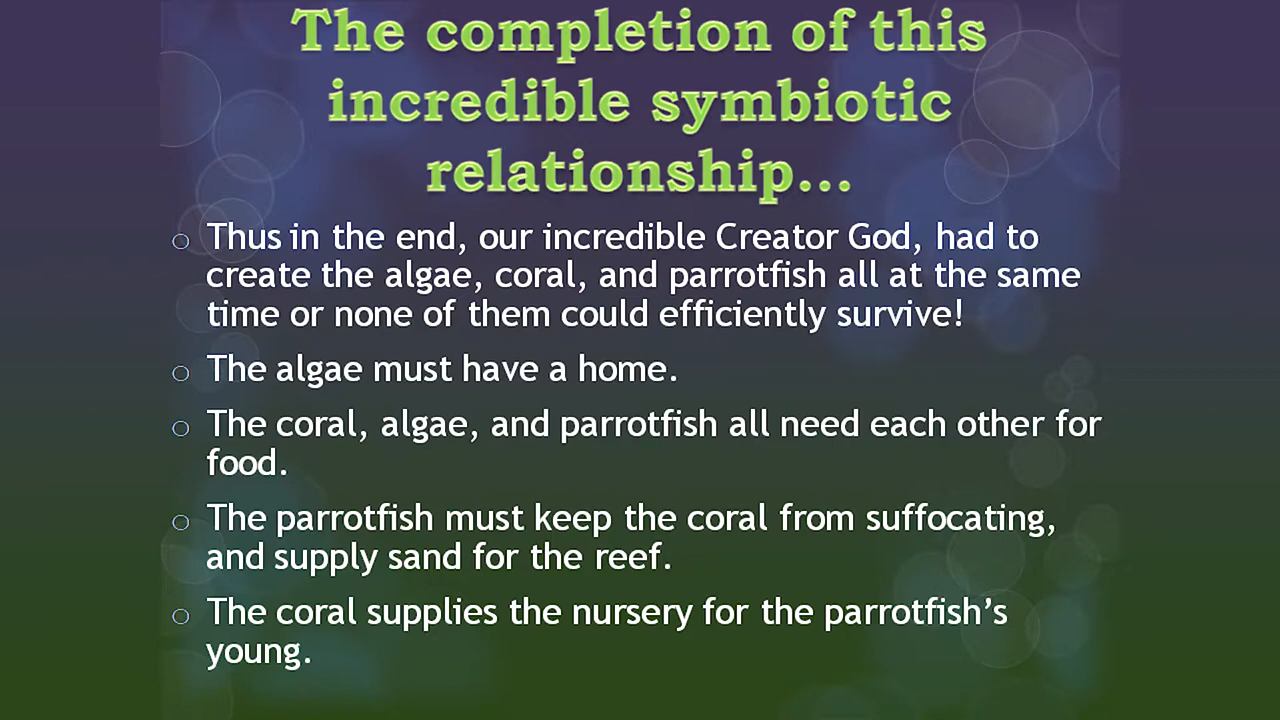 The completion of this
incredible symbiotic
relationship...
Thus in the end, our incredible Creator God, had to
create the algae, coral, and parrotfish all at the same
time or none of them could efficiently survive!
The algae must have a home.
The coral, algae, and parrotfish all need each other for
food.
The parrotfish must keep the coral from suffocating,
and supply sand for the reef.
The coral supplies the nursery for the parrotfish’s
young.